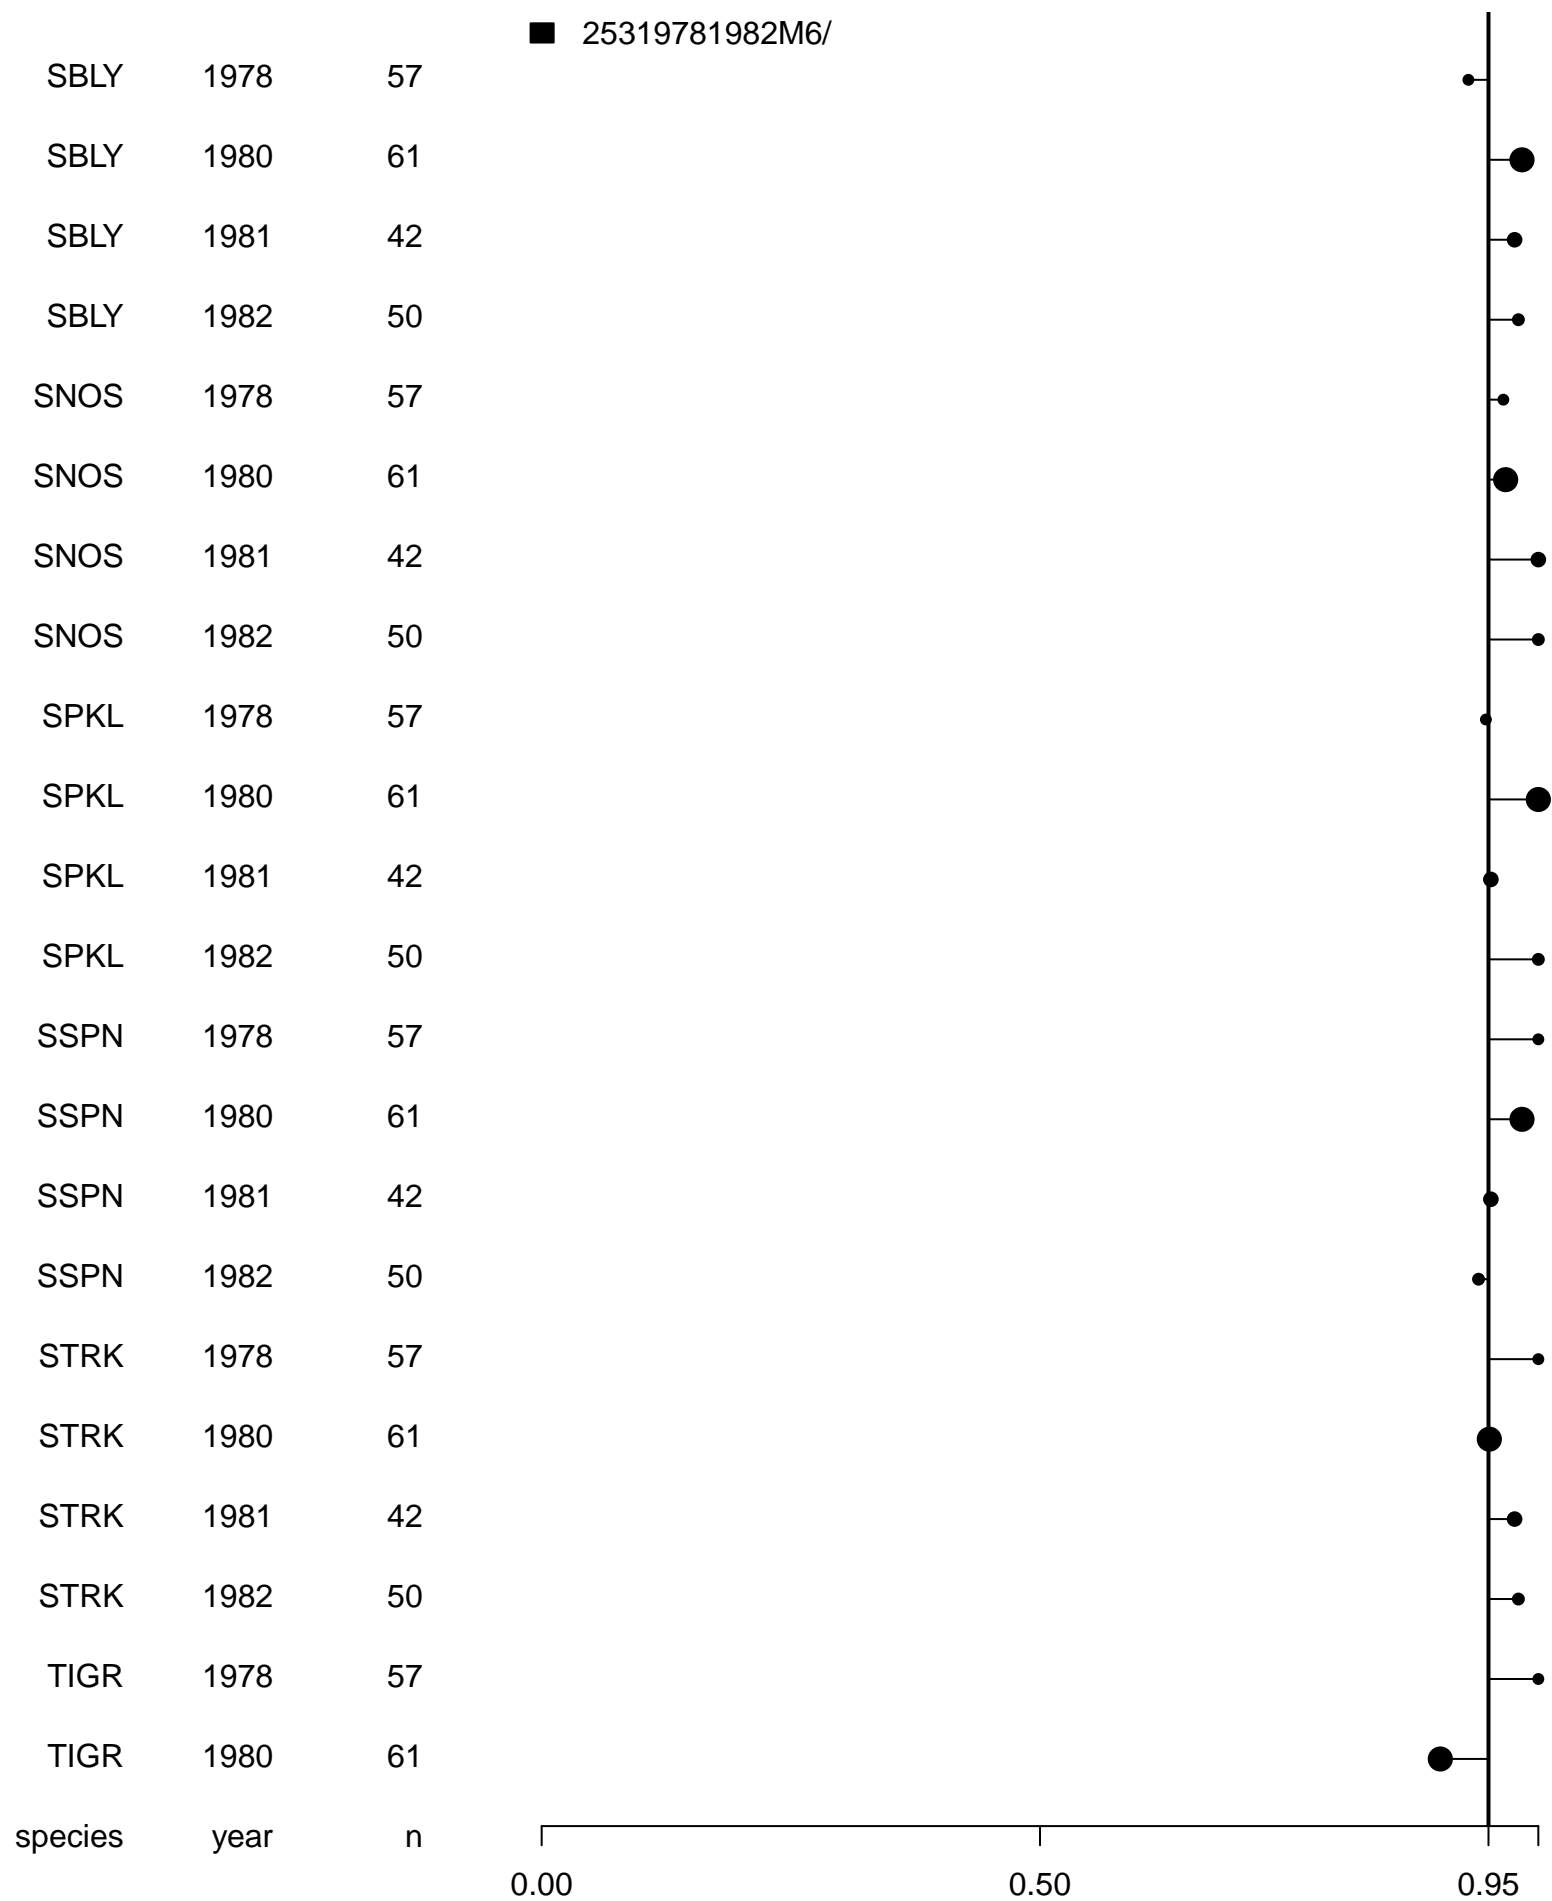 25319781982M6/
SBLY 1978 57
SBLY 1980 61
SBLY 1981 42
SBLY 1982 50
SNOS 1978 57
SNOS 1980 61
SNOS 1981 42
SNOS 1982 50
SPKL 1978 57
SPKL 1980 61
SPKL 1981 42
SPKL 1982 50
SSPN 1978 57
SSPN 1980 61
SSPN 1981 42
SSPN 1982 50
STRK 1978 57
STRK 1980 61
STRK 1981 42
STRK 1982 50
TIGR 1978 57
TIGR 1980 61
species year n
0.00 0.50 0.95